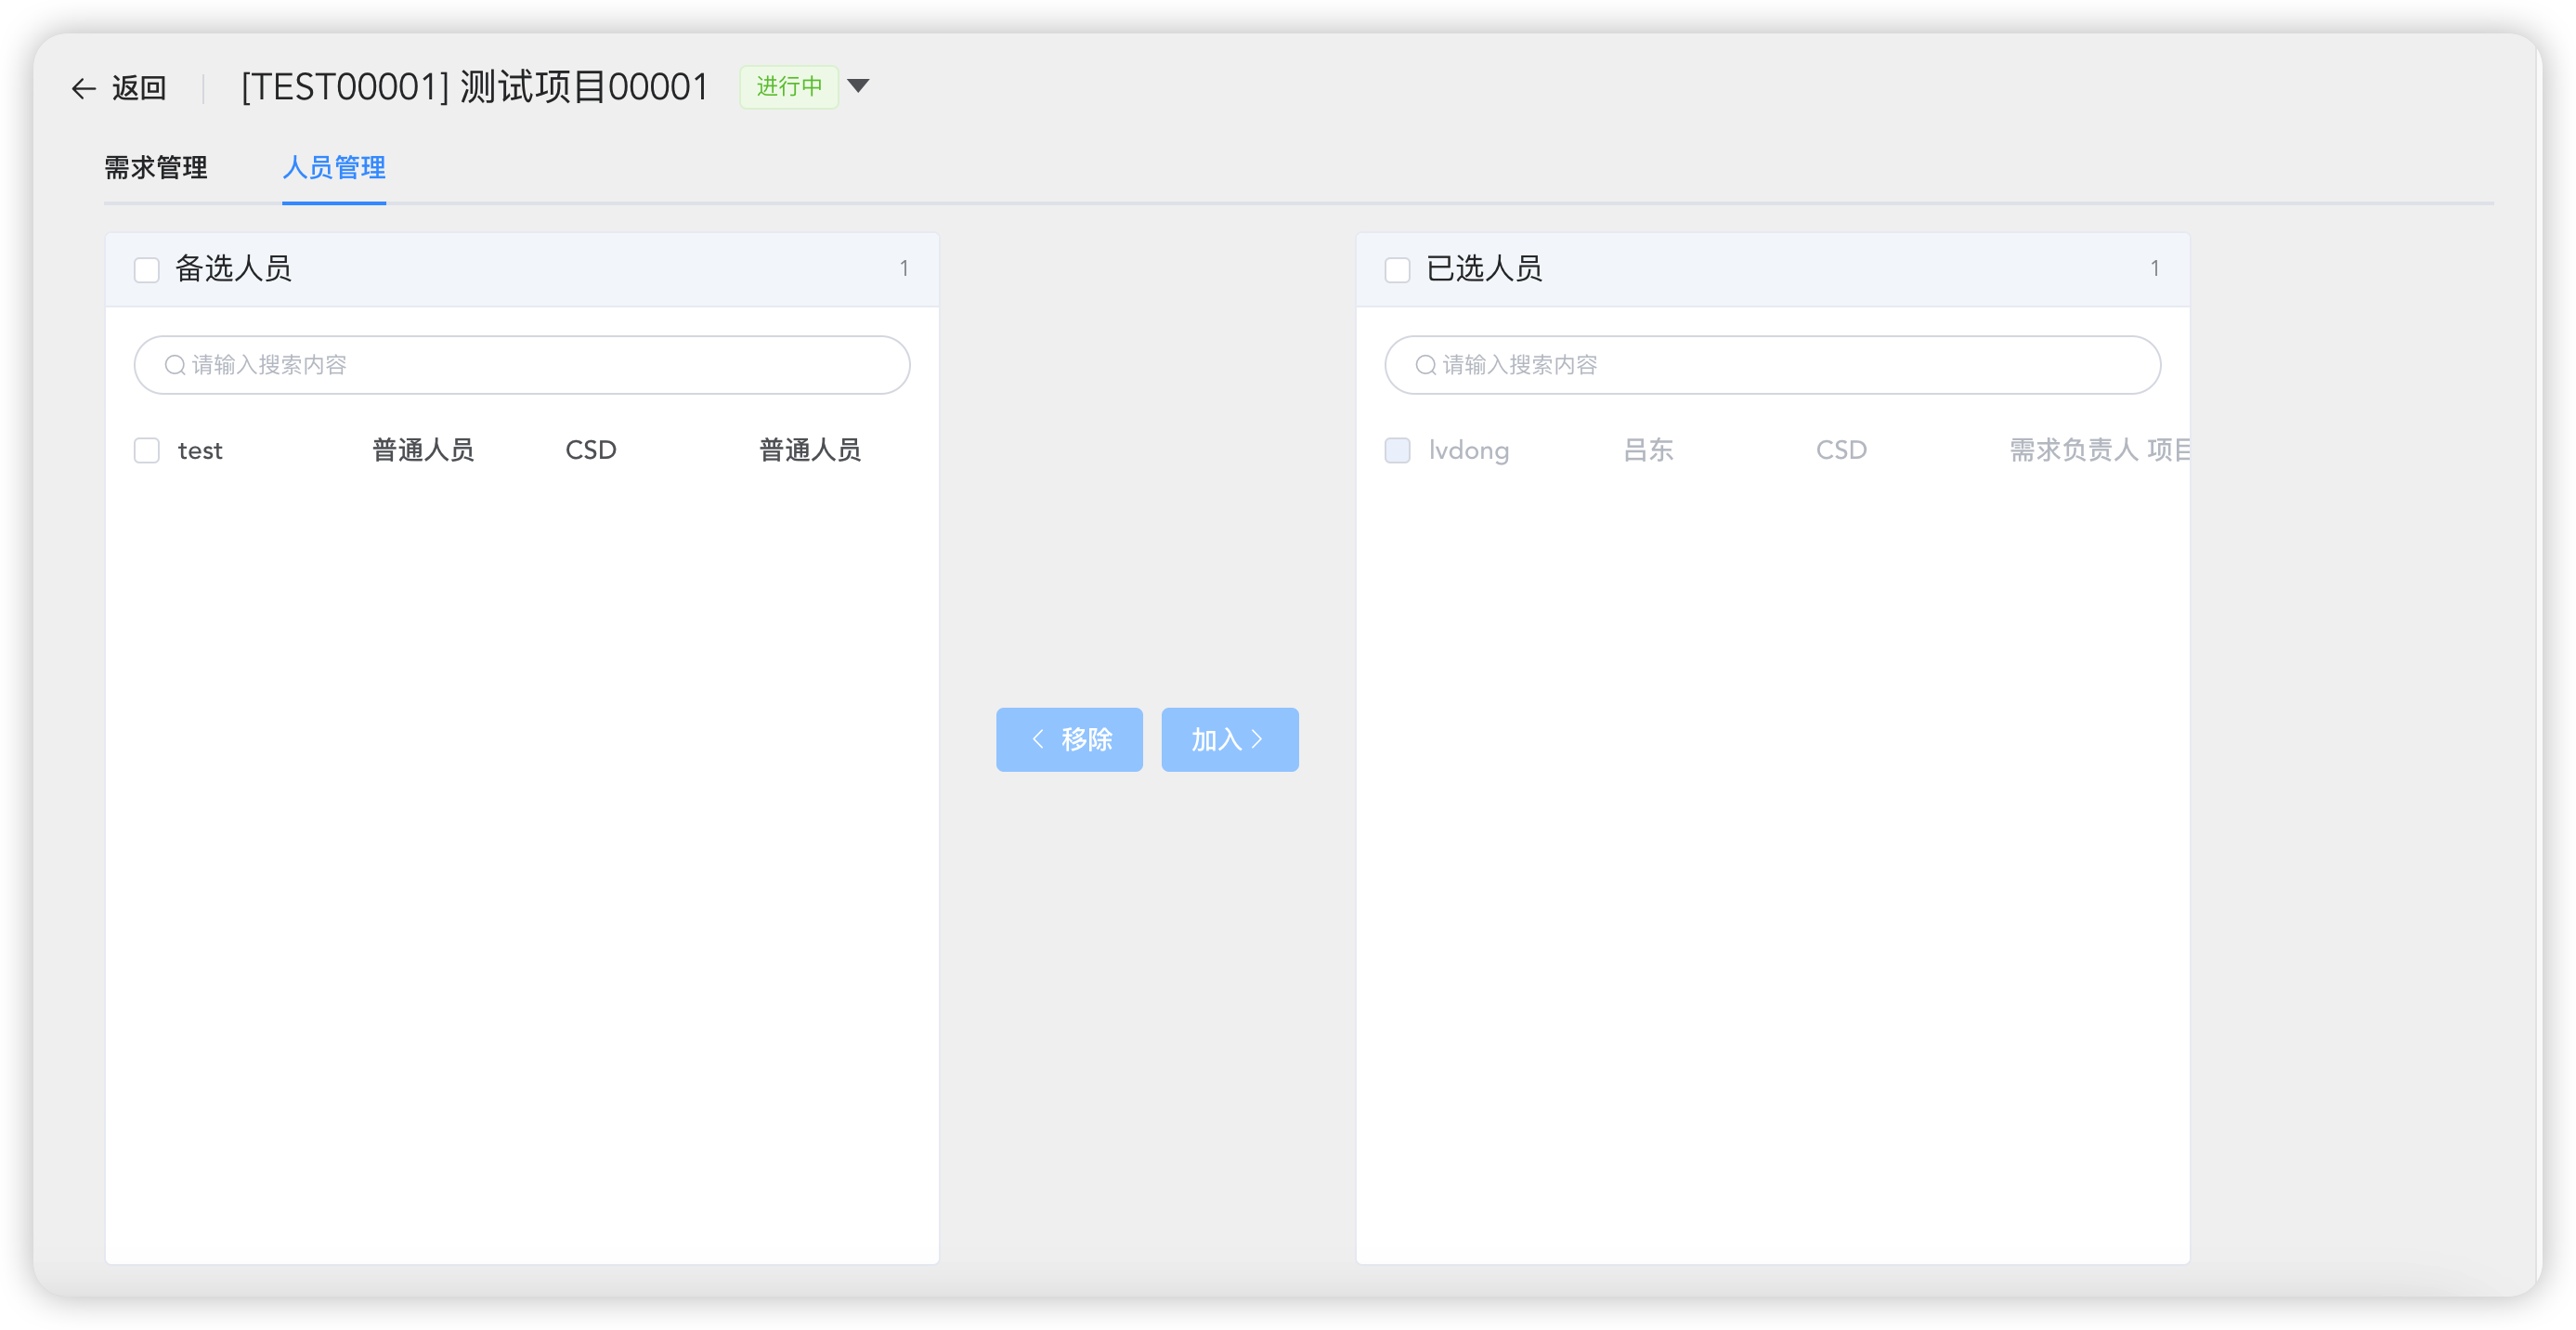 返回 [TEST00001] 测试项目00001 进行中
需求管理 人员管理
备选人员 1
请输入搜索内容
test 普通人员 CSD 普通人员
移除 加入
已选人员 1
请输入搜索内容
lvdong 吕东 CSD 需求负责人 项目